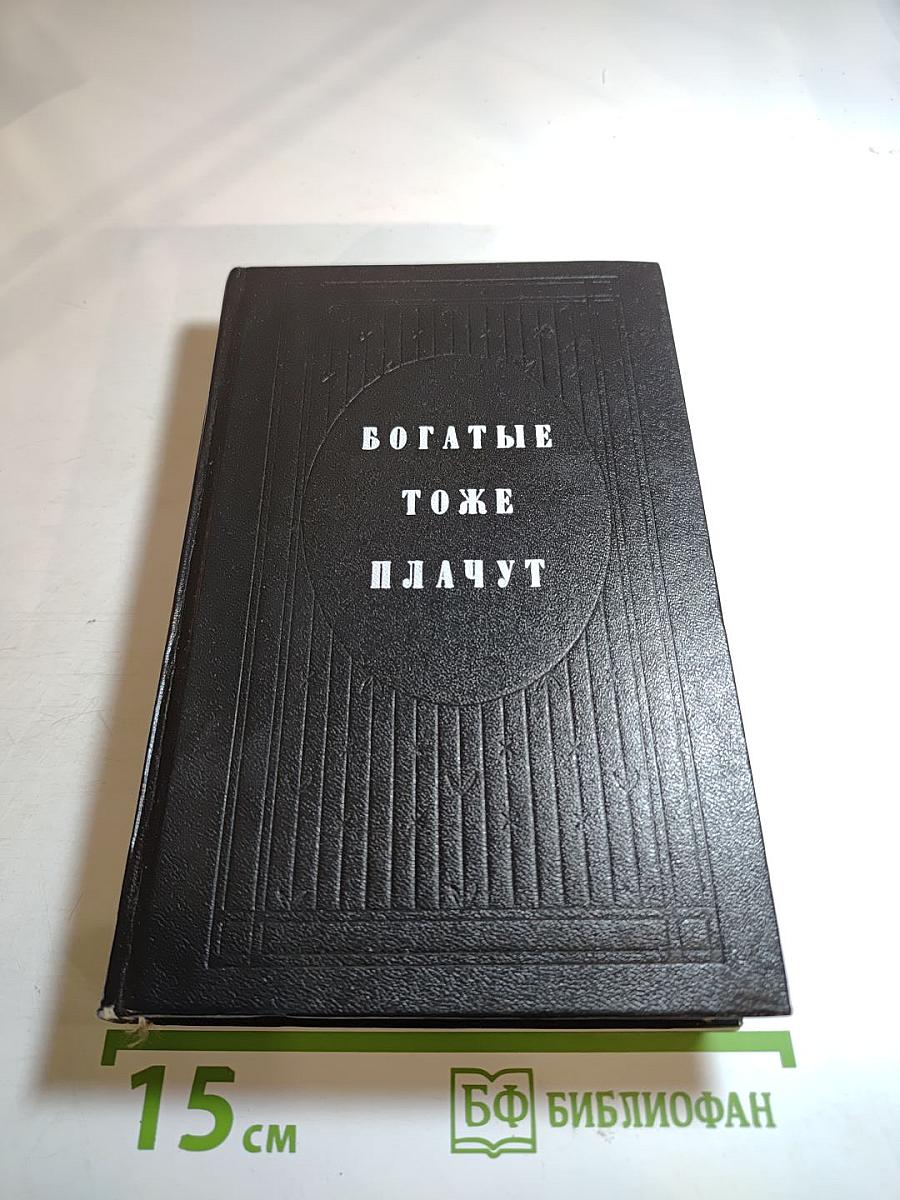 БОГАТЫЕ
ТОЖЕ
ПЛАЧУТ
15 см
БФ БИБЛИОФАН